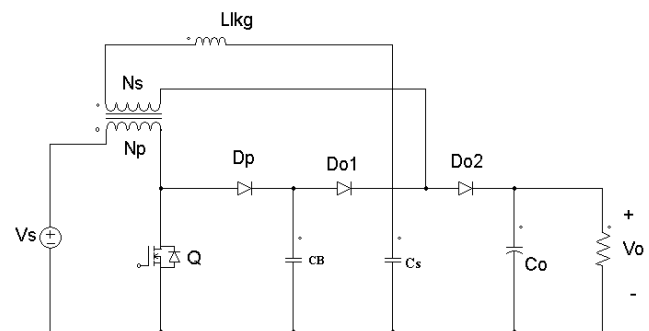 Llkg
Ns
Np
Dp
Do1
Do2
Vs
+
-
Q
CB
Cs
Co
+
Vo
-